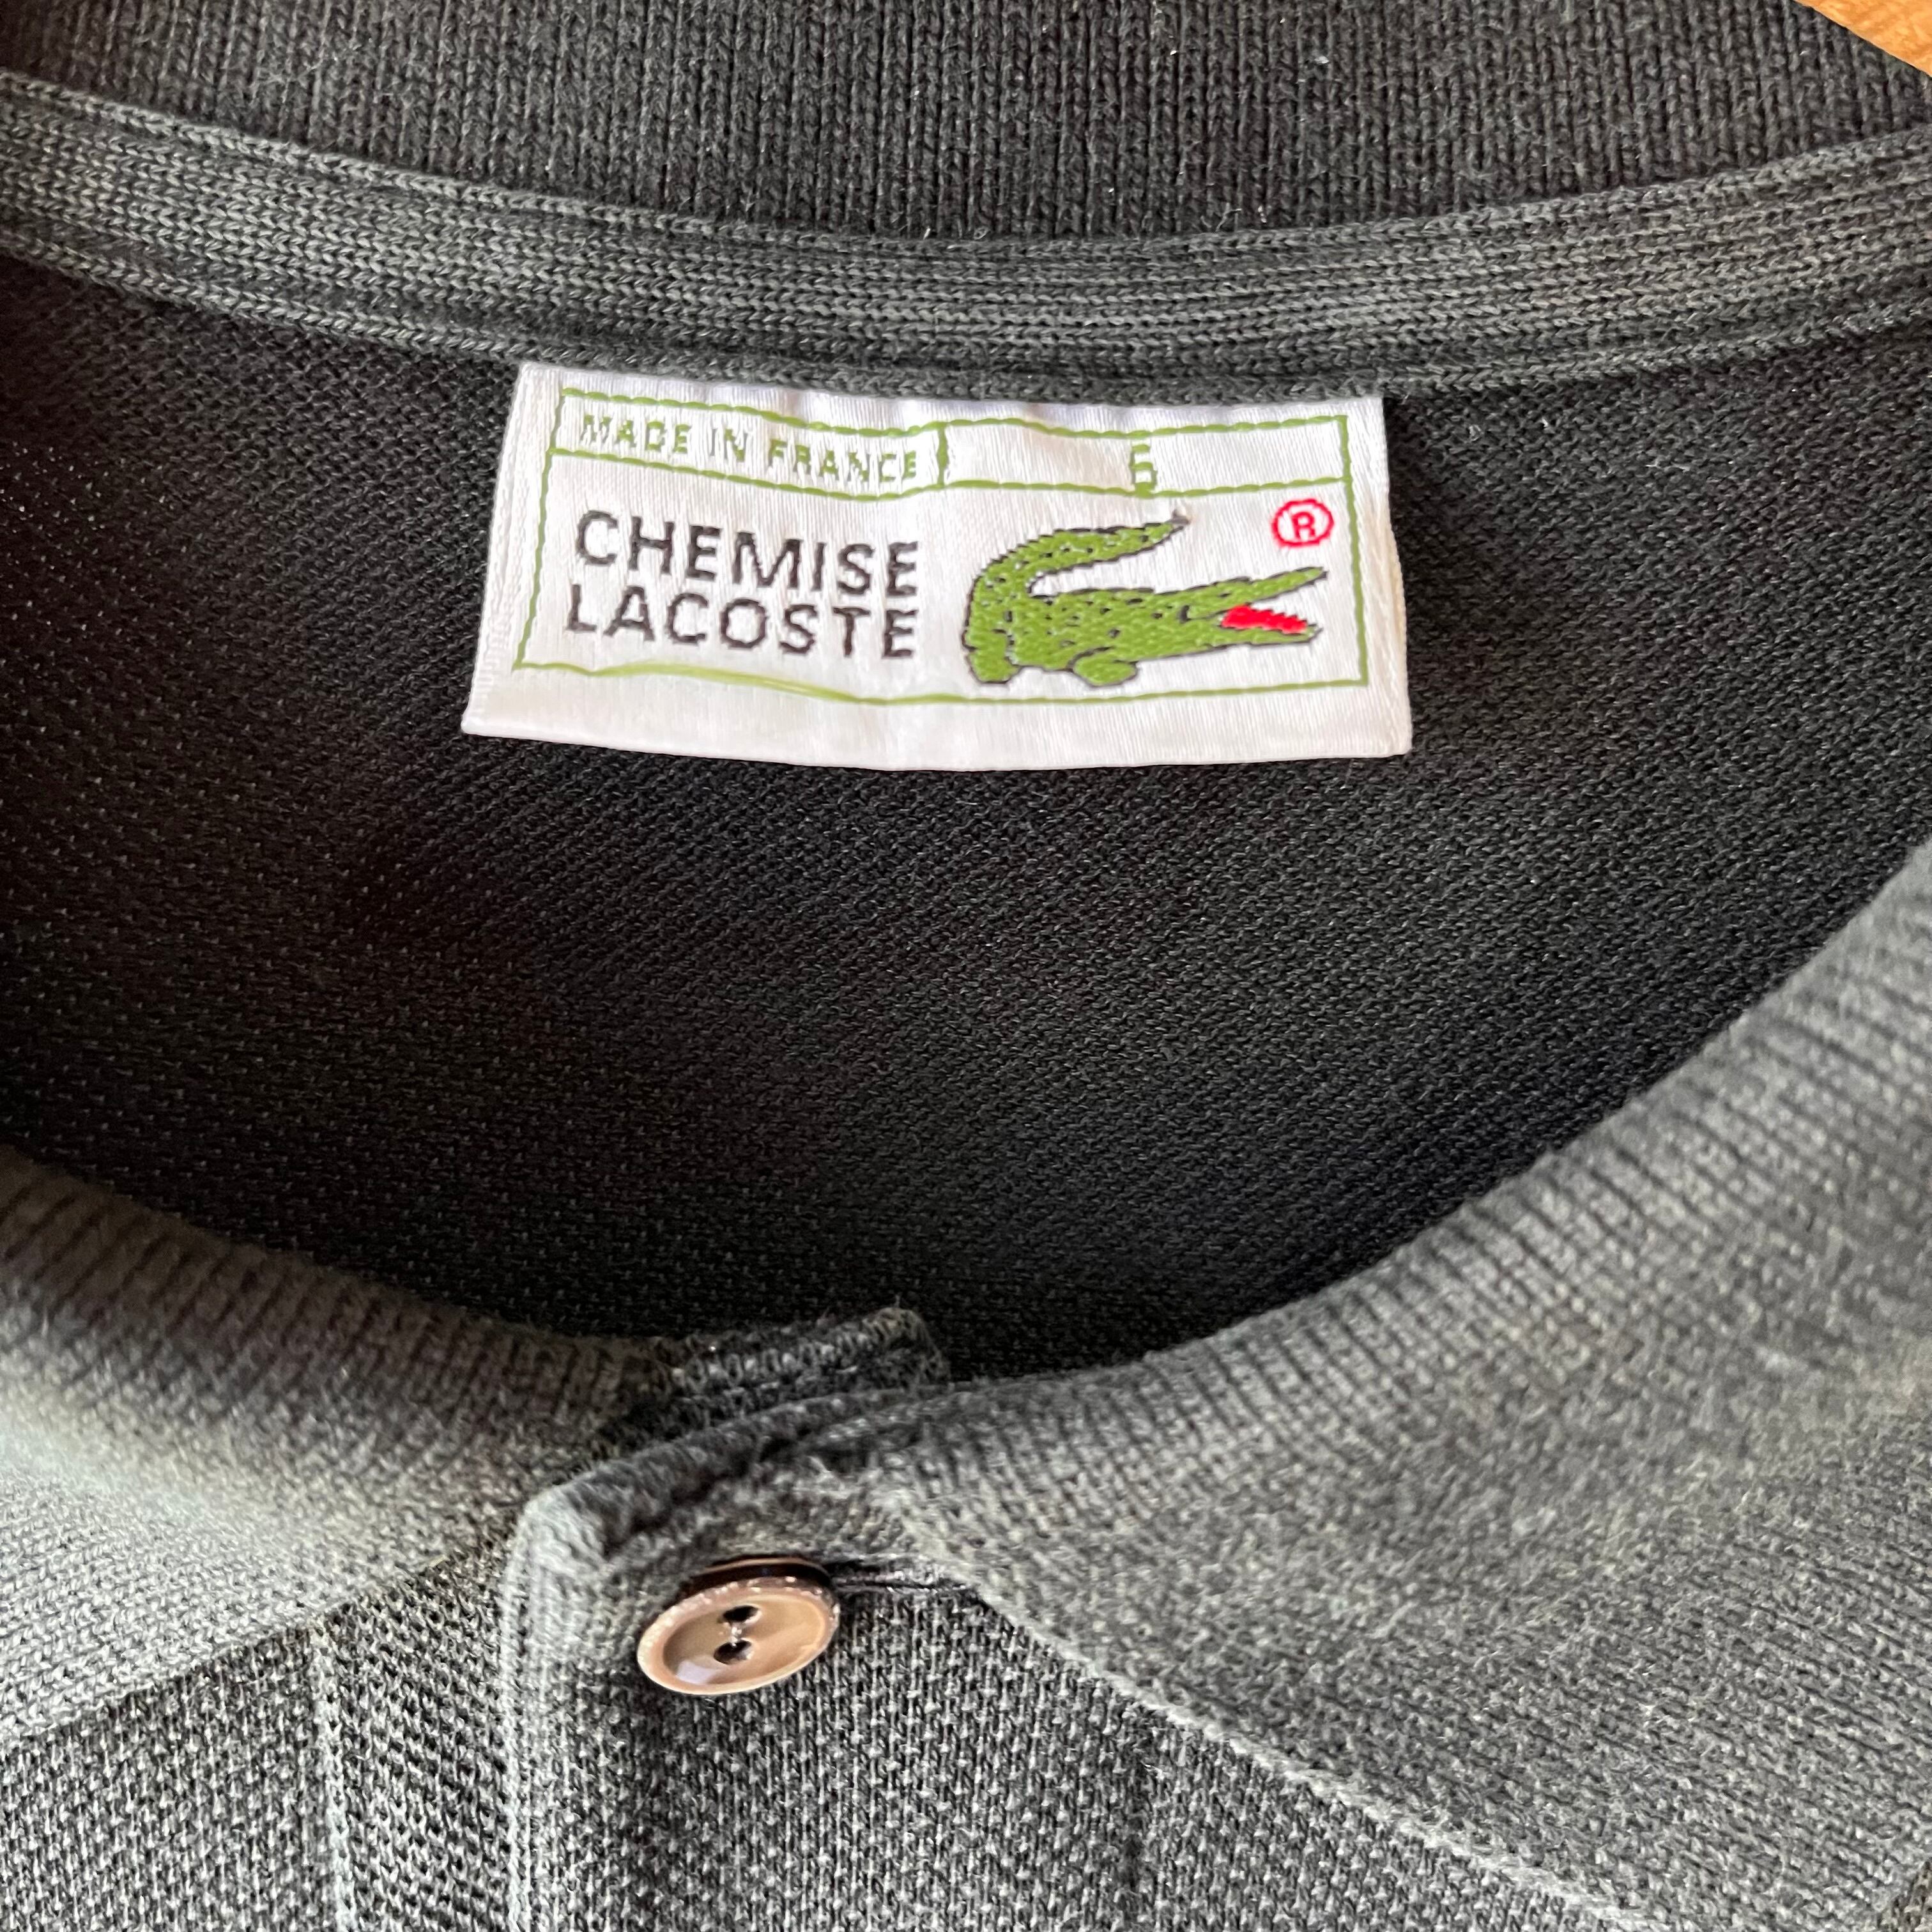 MADE IN FRANCE 6
CHEMISE
LACOSTE
®